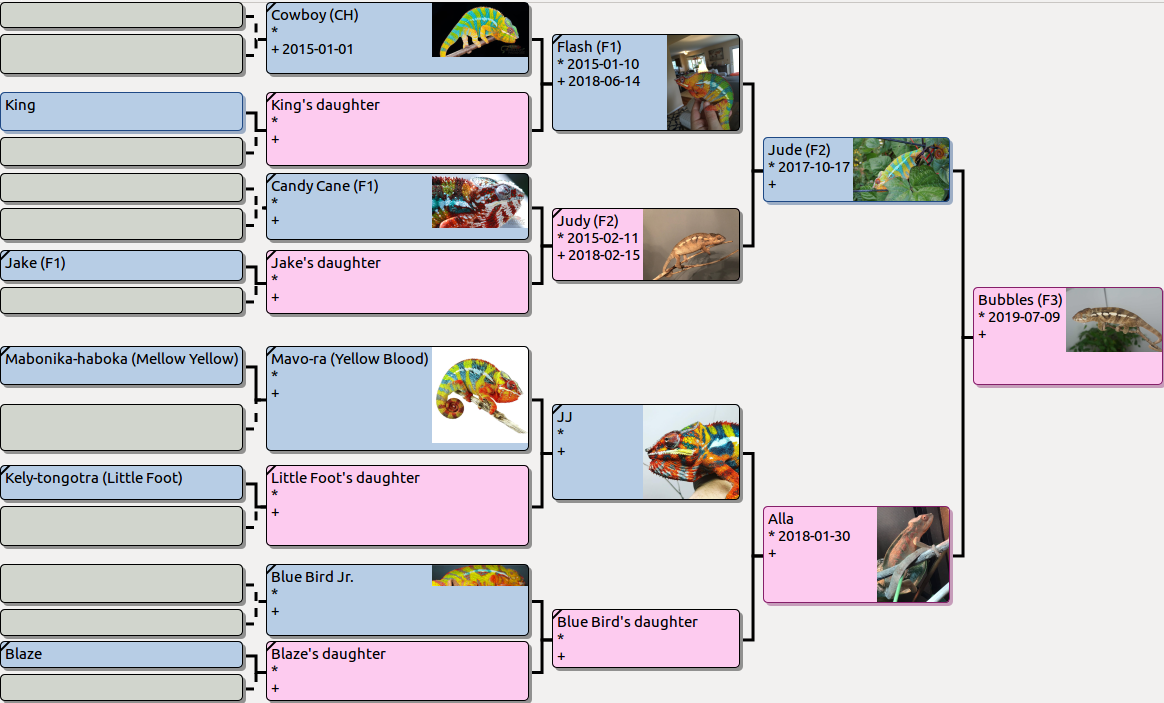 Cowboy (CH)
*
+ 2015-01-01
King
King's daughter
*
+
Candy Cane (F1)
*
+
Jake (F1)
Jake's daughter
*
+
Mabonika-haboka (Mellow Yellow)
Mavo-ra (Yellow Blood)
*
+
Kely-tongotra (Little Foot)
Little Foot's daughter
*
+
Blue Bird Jr.
*
+
Blaze
Blaze's daughter
*
+
Flash (F1)
* 2015-01-10
+ 2018-06-14
Judy (F2)
* 2015-02-11
+ 2018-02-15
JJ
*
+
Blue Bird's daughter
*
+
Jude (F2)
* 2017-10-17
+
Alla
* 2018-01-30
+
Bubbles (F3)
* 2019-07-09
+